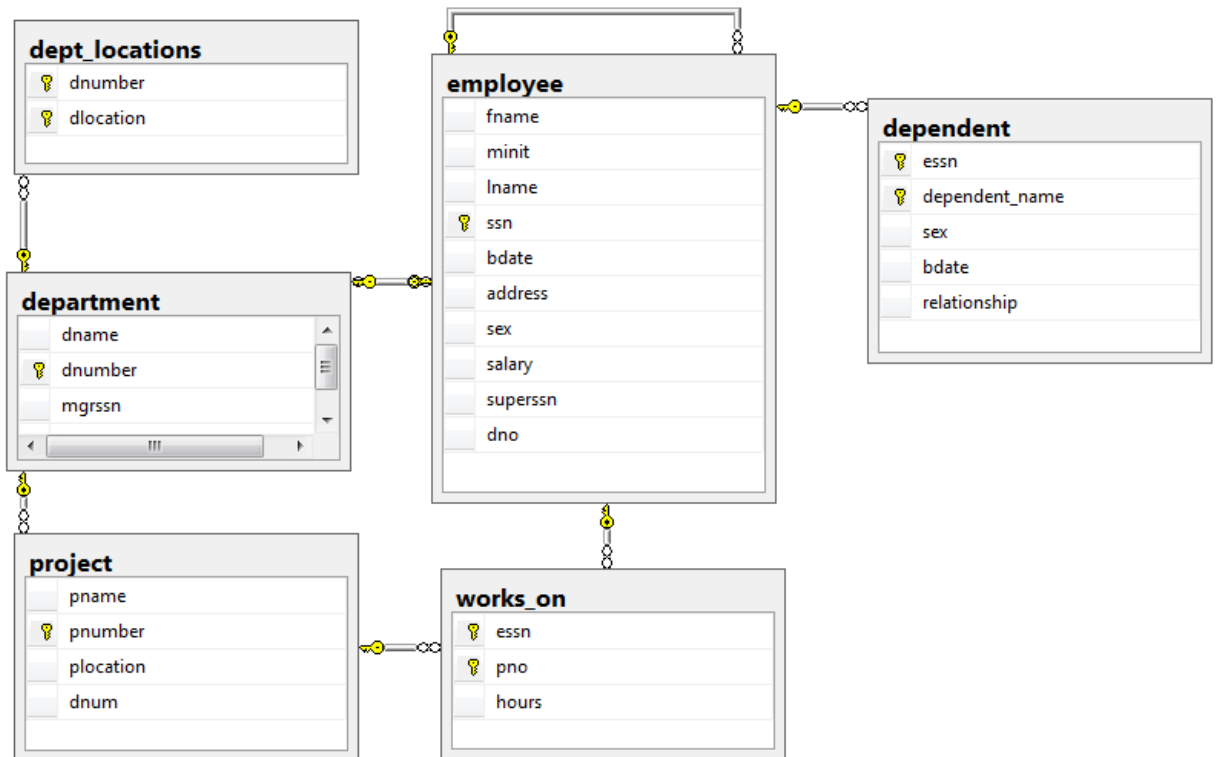 dept_locations
dnumber
dlocation
employee
fname
minit
lname
ssn
bdate
address
sex
salary
superssn
dno
dependent
essn
dependent_name
sex
bdate
relationship
department
dname
dnumber
mgrssn
project
pname
pnumber
plocation
dnum
works_on
essn
pno
hours